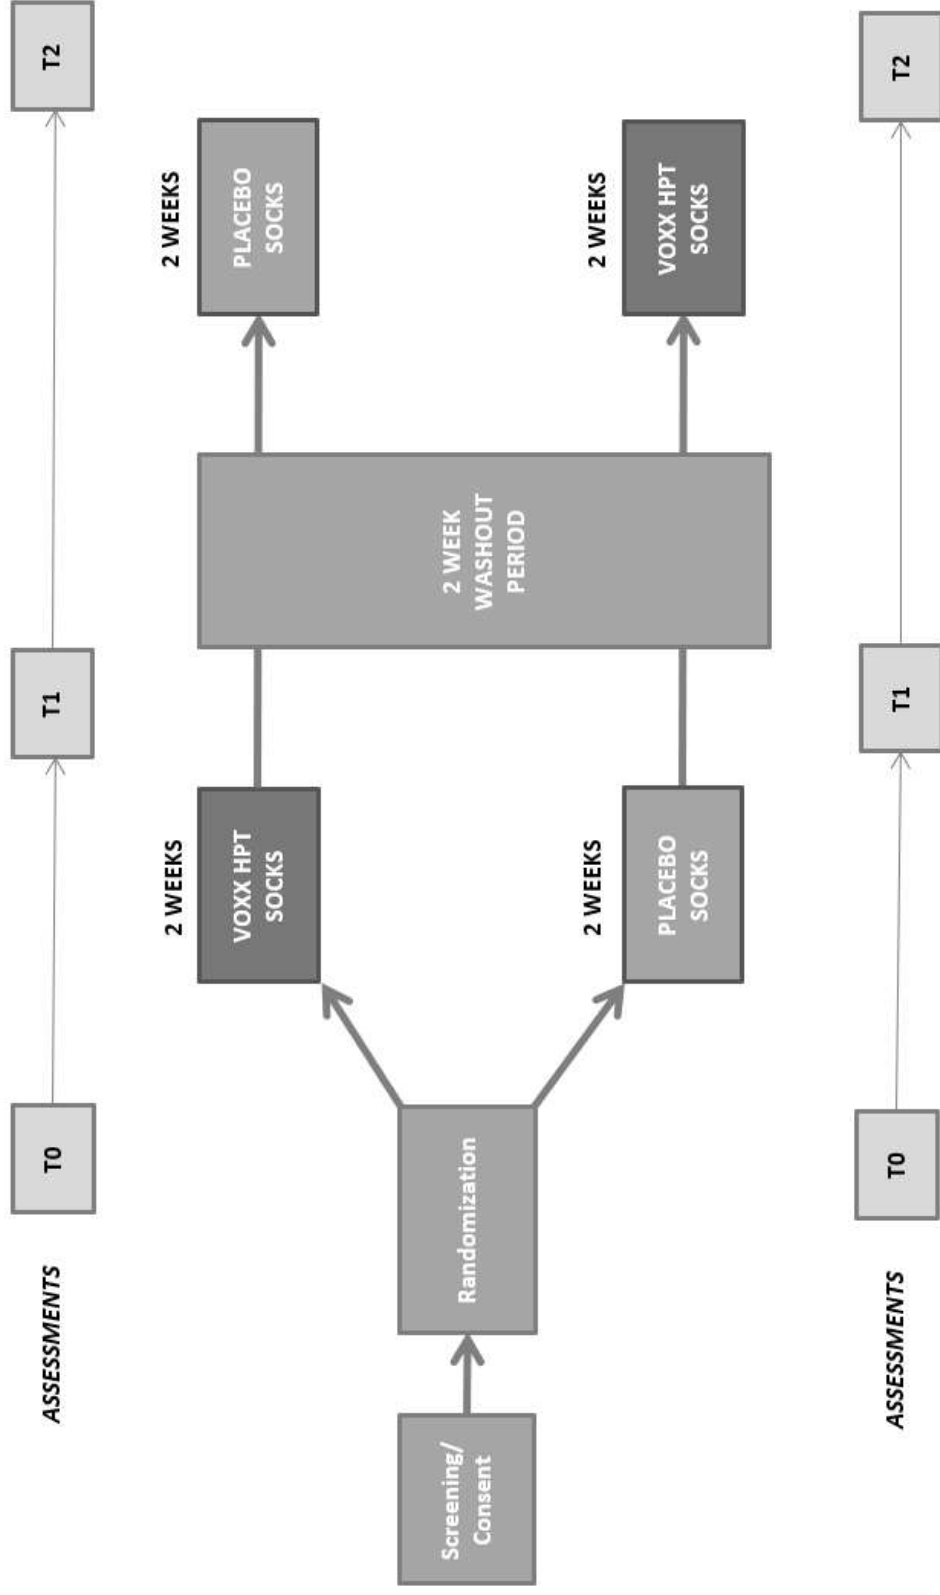 ASSESSMENTS
T0
T1
T2
2 WEEKS
VOXX HPT
SOCKS
2 WEEKS
PLACEBO
SOCKS
Screening/
Consent
Randomization
2 WEEK
WASHOUT
PERIOD
2 WEEKS
PLACEBO
SOCKS
2 WEEKS
VOXX HPT
SOCKS
ASSESSMENTS
T0
T1
T2